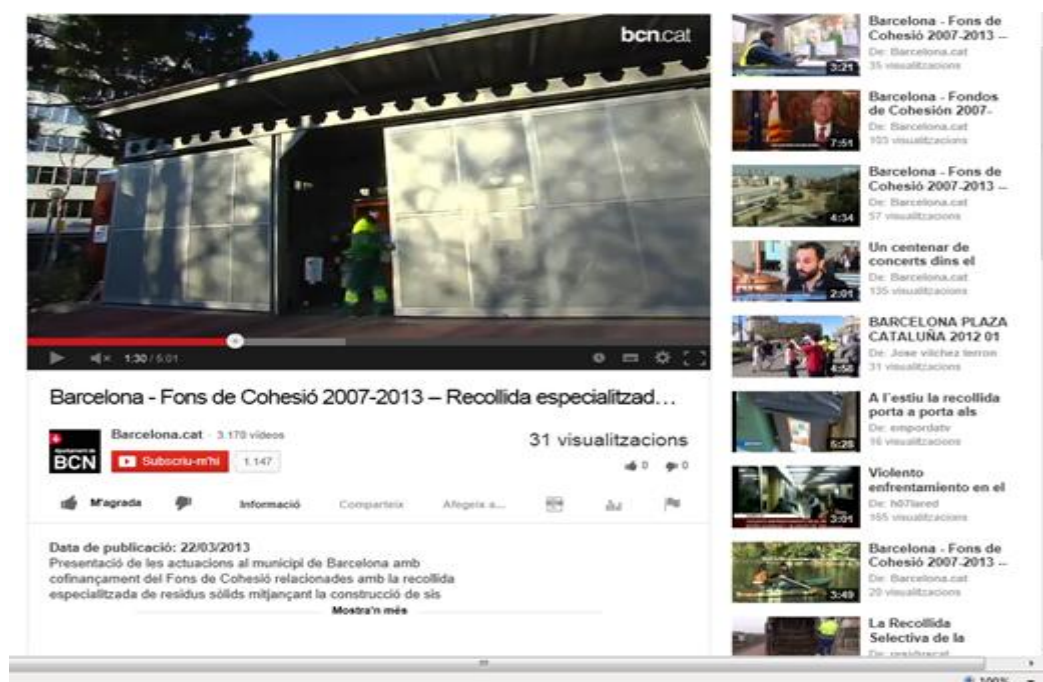 bcn.cat
1:30 / 5:01
Barcelona - Fons de Cohesió 2007-2013 – Recollida especialitzad...
Ajuntament de
BCN
Barcelona.cat · 3.170 vídeos
Subscriu-m'hi 1.147
31 visualitzacions
0 0
M'agrada Informació Comparteix Afegeix a...
Data de publicació: 22/03/2013
Presentació de les actuacions al municipi de Barcelona amb
cofinançament del Fons de Cohesió relacionades amb la recollida
especialitzada de residus sòlids mitjançant la construcció de sis
Mostra'n més
3:21
Barcelona - Fons de
Cohesió 2007-2013 –
De: Barcelona.cat
35 visualitzacions
7:51
Barcelona - Fondos
de Cohesión 2007-
De: Barcelona.cat
103 visualitzacions
4:34
Barcelona - Fons de
Cohesió 2007-2013 –
De: Barcelona.cat
57 visualitzacions
2:01
Un centenar de
concerts dins el
De: Barcelona.cat
135 visualitzacions
4:56
BARCELONA PLAZA
CATALUÑA 2012 01
De: Jose vilchez terron
31 visualitzacions
5:28
A l'estiu la recollida
porta a porta als
De: empordatv
16 visualitzacions
3:01
Violento
enfrentamiento en el
De: h07lared
155 visualitzacions
3:49
Barcelona - Fons de
Cohesió 2007-2013 –
De: Barcelona.cat
20 visualitzacions
La Recollida
Selectiva de la
De: residuscat
100%